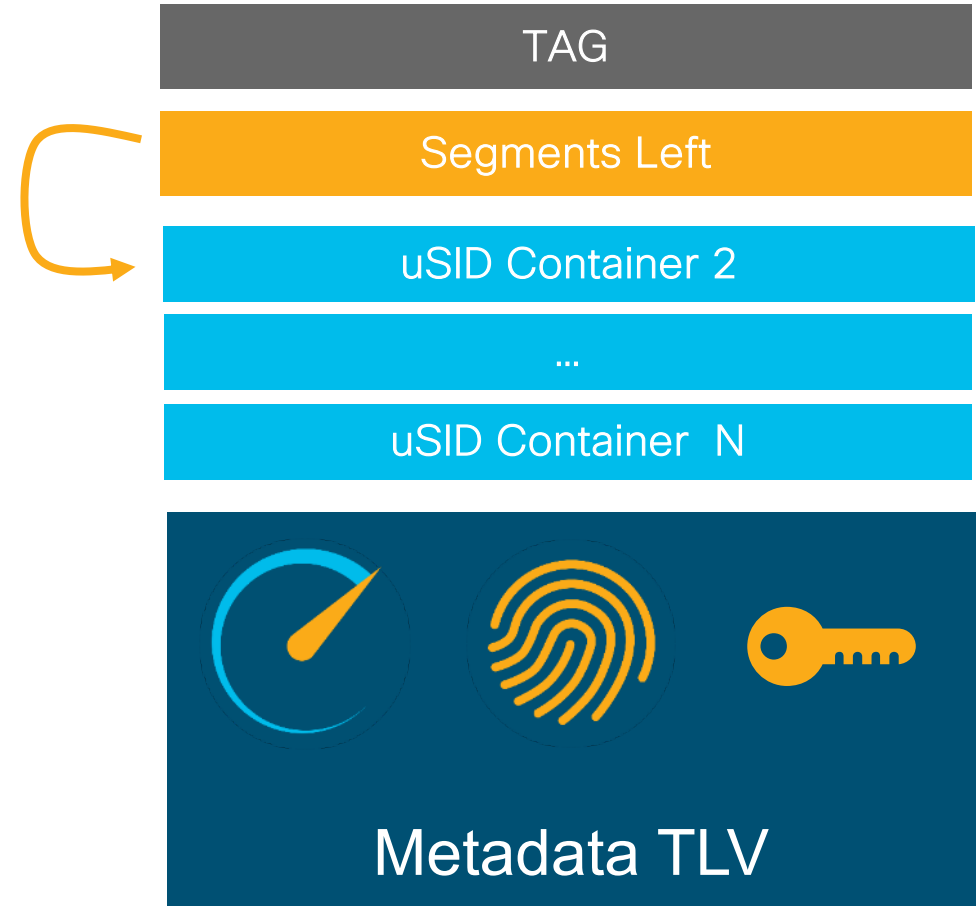 TAG
Segments Left
uSID Container 2
...
uSID Container N
Metadata TLV